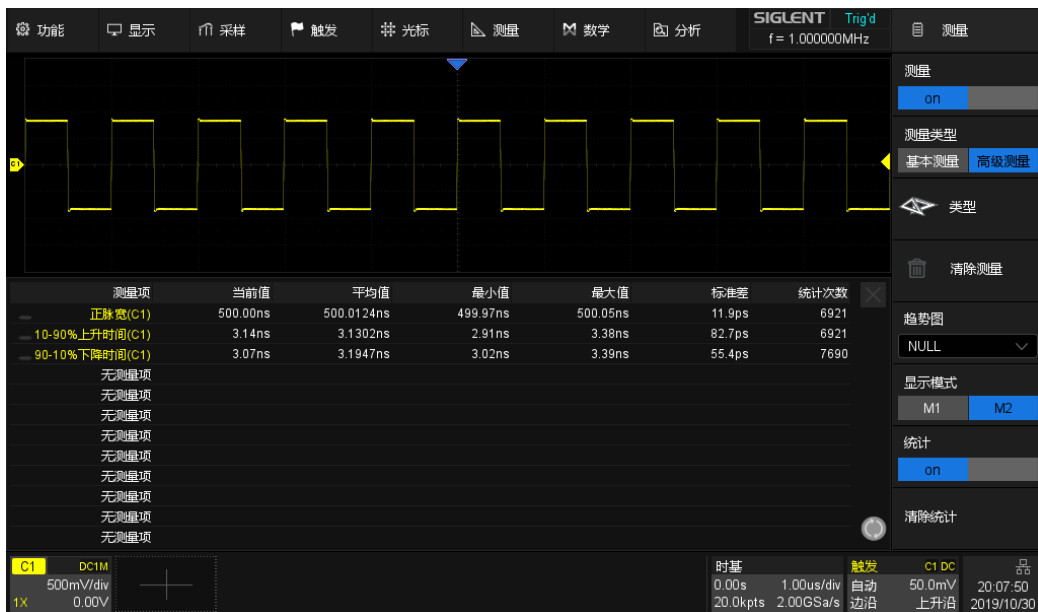 功能 显示 采样 触发 光标 测量 数学 分析 SIGLENT Trig'd
f = 1.000000MHz
测量
测量
on
测量类型
基本测量 高级测量
类型
清除测量
趋势图
NULL
显示模式
M1 M2
统计
on
清除统计
C1
测量项 当前值 平均值 最小值 最大值 标准差 统计次数
正脉宽(C1) 500.00ns 500.0124ns 499.97ns 500.05ns 11.9ps 6921
10-90%上升时间(C1) 3.14ns 3.1302ns 2.91ns 3.38ns 82.7ps 6921
90-10%下降时间(C1) 3.07ns 3.1947ns 3.02ns 3.39ns 55.4ps 7690
无测量项
无测量项
无测量项
无测量项
无测量项
无测量项
无测量项
无测量项
无测量项
C1 DC1M
500mV/div
1X 0.00V
时基
0.00s 1.00us/div
20.0kpts 2.00GSa/s
触发 C1 DC
自动 50.0mV
边沿 上升沿
20:07:50
2019/10/30